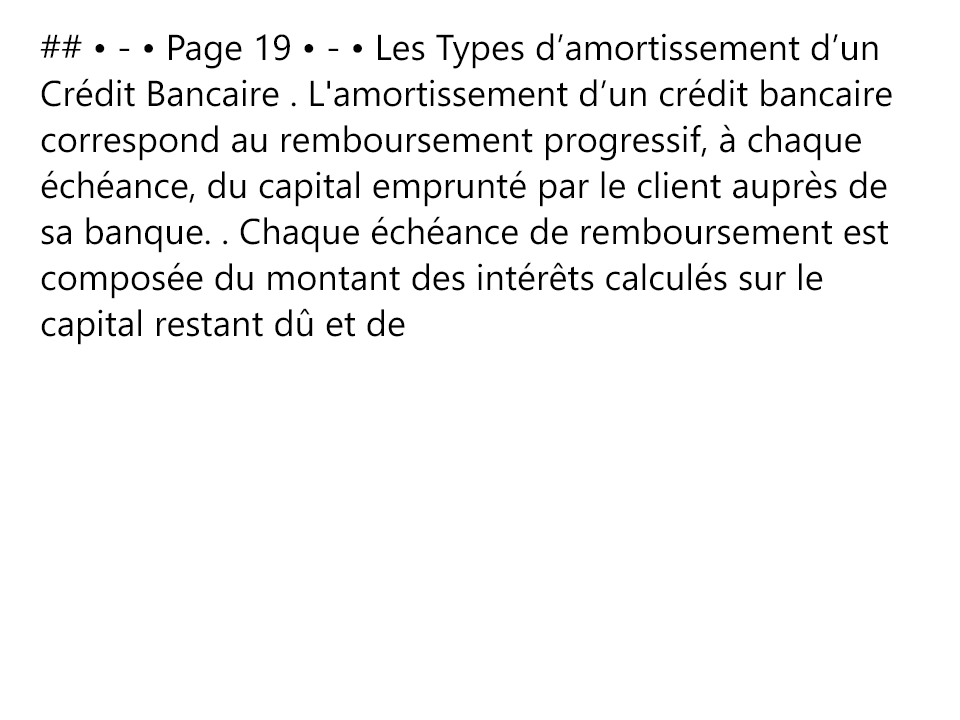 ## • - • Page 19 • - • Les Types d’amortissement d’un
Crédit Bancaire . L'amortissement d’un crédit bancaire
correspond au remboursement progressif, à chaque
échéance, du capital emprunté par le client auprès de
sa banque. . Chaque échéance de remboursement est
composée du montant des intérêts calculés sur le
capital restant dû et de